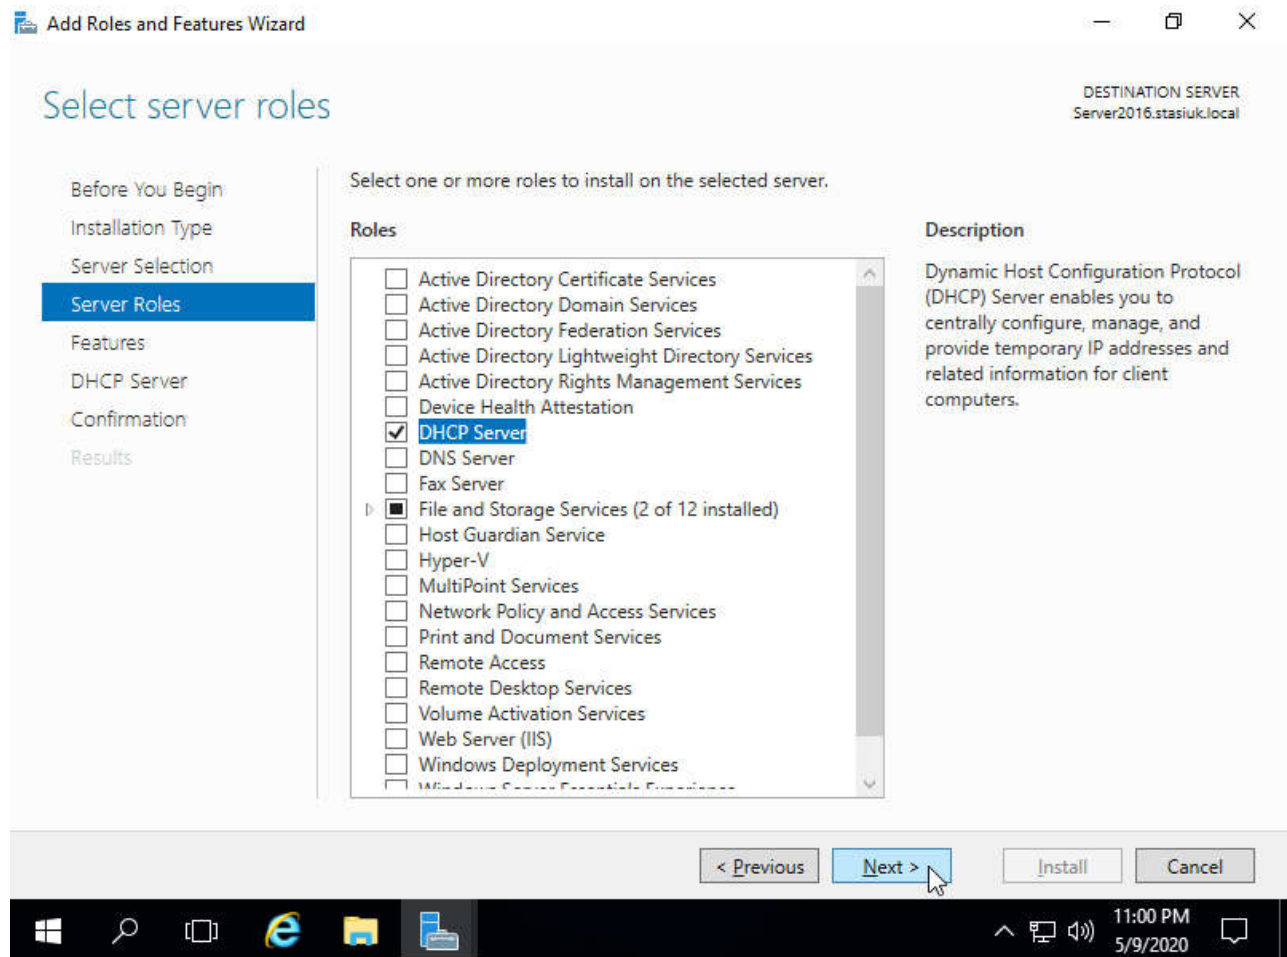 Add Roles and Features Wizard
Select server roles
DESTINATION SERVER
Server2016.stasiuk.local
Before You Begin
Installation Type
Server Selection
Server Roles
Features
DHCP Server
Confirmation
Results
Select one or more roles to install on the selected server.
Roles
Active Directory Certificate Services
Active Directory Domain Services
Active Directory Federation Services
Active Directory Lightweight Directory Services
Active Directory Rights Management Services
Device Health Attestation
DHCP Server
DNS Server
Fax Server
File and Storage Services (2 of 12 installed)
Host Guardian Service
Hyper-V
MultiPoint Services
Network Policy and Access Services
Print and Document Services
Remote Access
Remote Desktop Services
Volume Activation Services
Web Server (IIS)
Windows Deployment Services
Windows Server Essentials Experience
Description
Dynamic Host Configuration Protocol
(DHCP) Server enables you to
centrally configure, manage, and
provide temporary IP addresses and
related information for client
computers.
< Previous
Next >
Install
Cancel
11:00 PM
5/9/2020